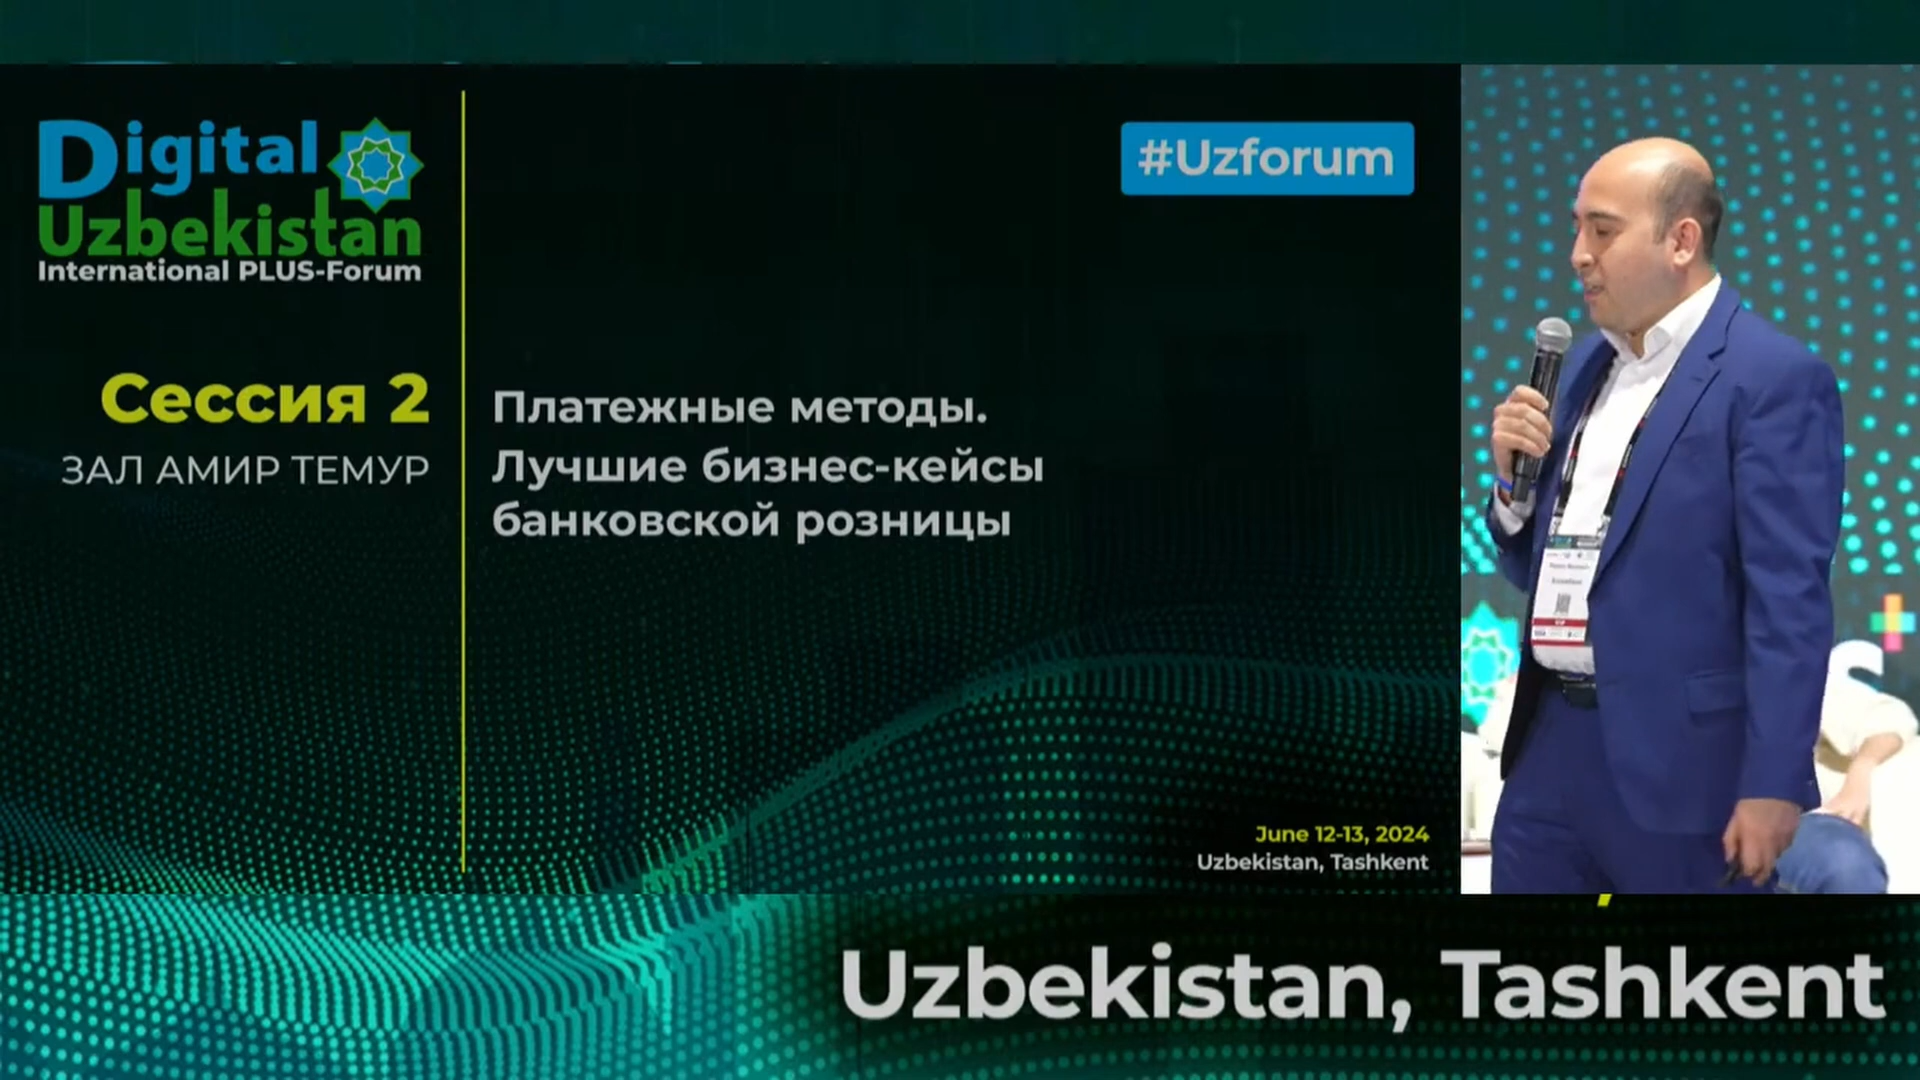 Digital
Uzbekistan
International PLUS-Forum
#Uzforum
Сессия 2
ЗАЛ АМИР ТЕМУР
Платежные методы.
Лучшие бизнес-кейсы
банковской розницы
June 12-13, 2024
Uzbekistan, Tashkent
Uzbekistan, Tashkent